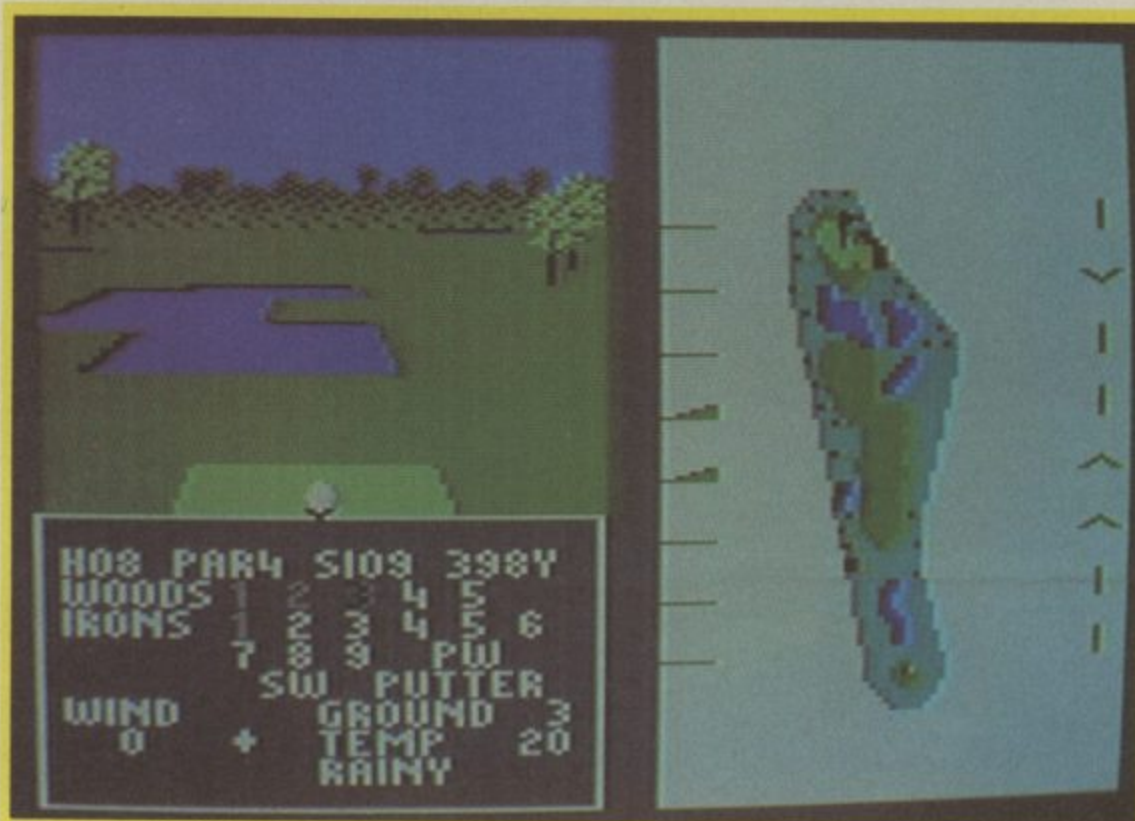 H08 PAR4 SI09 398Y
WOODS 1 2 3 4 5
IRONS 1 2 3 4 5 6
7 8 9 PW
SW PUTTER
WIND GROUND 3
0 + TEMP 20
RAINY